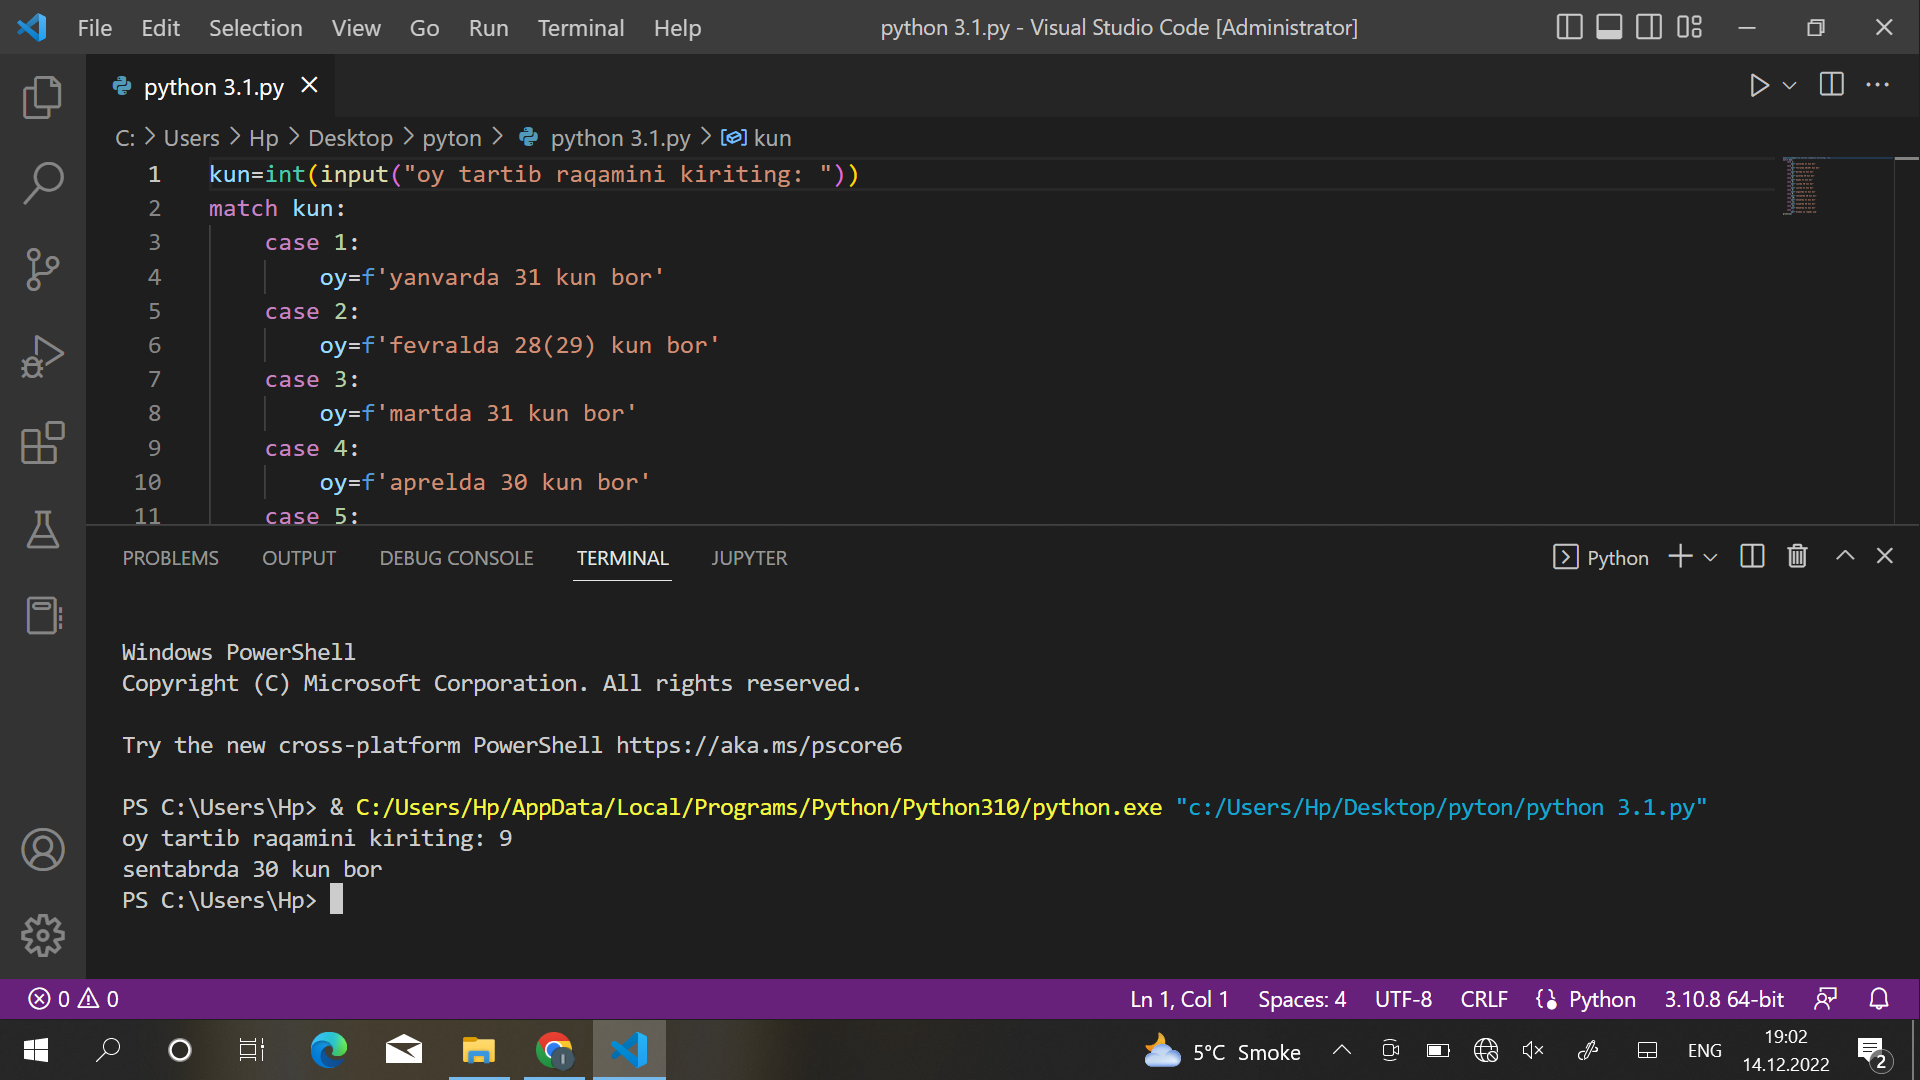 File Edit Selection View Go Run Terminal Help python 3.1.py - Visual Studio Code [Administrator]
python 3.1.py
C: > Users > Hp > Desktop > pyton > python 3.1.py > kun
1 kun=int(input("oy tartib raqamini kiriting: "))
2 match kun:
3 case 1:
4 oy=f'yanvarda 31 kun bor'
5 case 2:
6 oy=f'fevralda 28(29) kun bor'
7 case 3:
8 oy=f'martda 31 kun bor'
9 case 4:
10 oy=f'aprelda 30 kun bor'
11 case 5:
PROBLEMS OUTPUT DEBUG CONSOLE TERMINAL JUPYTER Python
Windows PowerShell
Copyright (C) Microsoft Corporation. All rights reserved.
Try the new cross-platform PowerShell https://aka.ms/pscore6
PS C:\Users\Hp> & C:/Users/Hp/AppData/Local/Programs/Python/Python310/python.exe "c:/Users/Hp/Desktop/pyton/python 3.1.py"
oy tartib raqamini kiriting: 9
sentabrda 30 kun bor
PS C:\Users\Hp>
0 0 Ln 1, Col 1 Spaces: 4 UTF-8 CRLF Python 3.10.8 64-bit
5°C Smoke ENG 19:02
14.12.2022 2